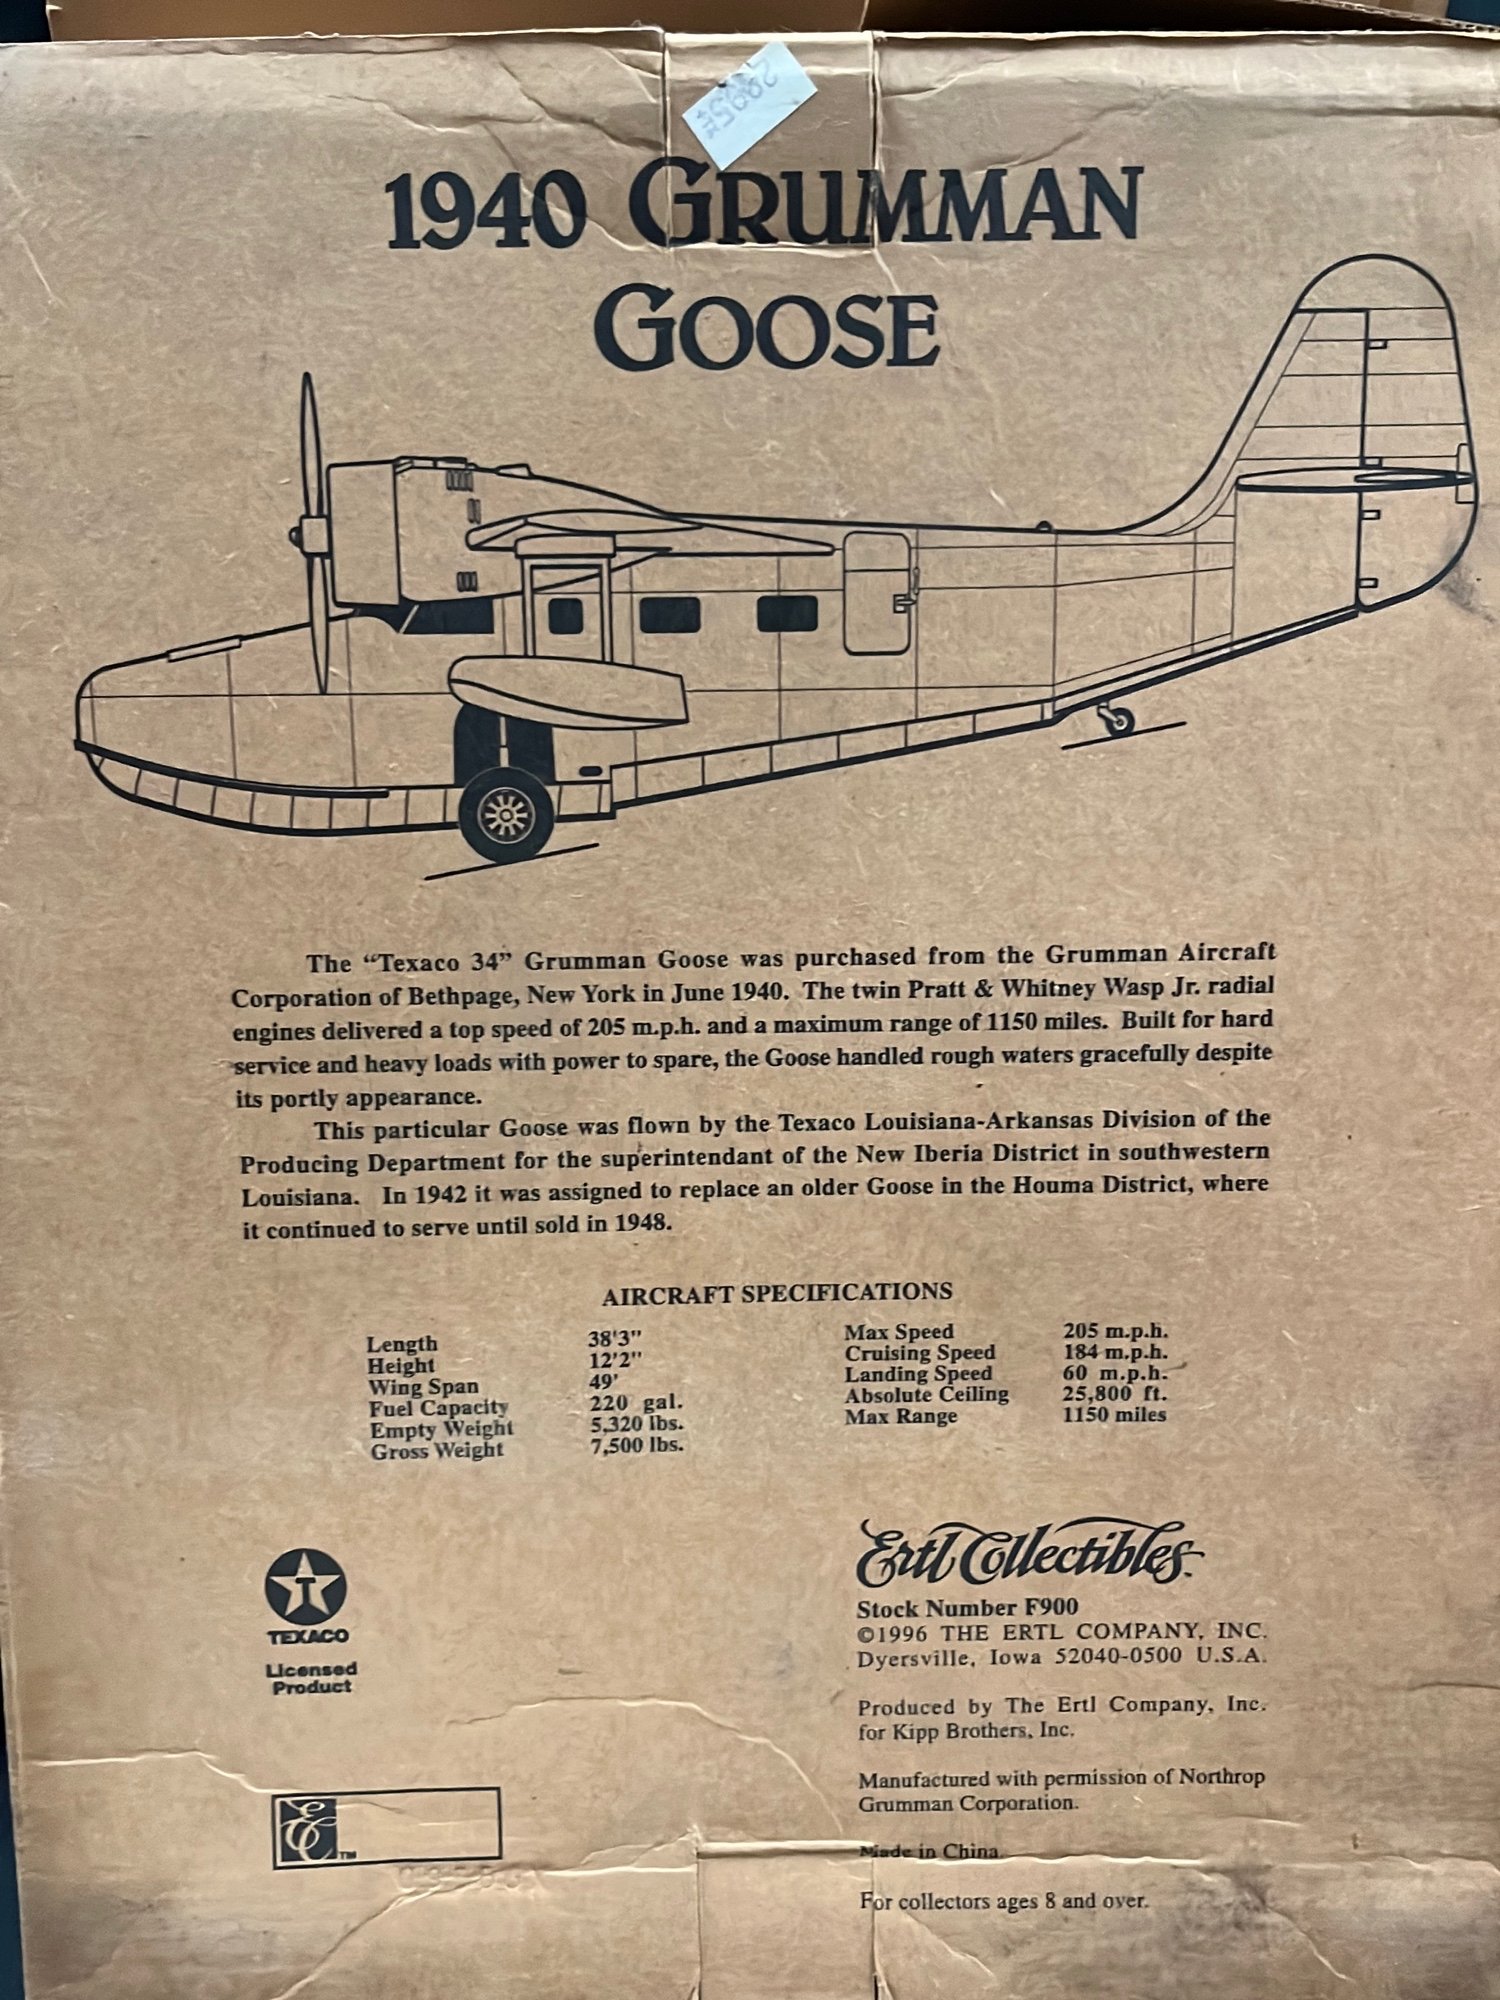 1940 GRUMMAN
GOOSE
The “Texaco 34” Grumman Goose was purchased from the Grumman Aircraft
Corporation of Bethpage, New York in June 1940. The twin Pratt & Whitney Wasp Jr. radial
engines delivered a top speed of 205 m.p.h. and a maximum range of 1150 miles. Built for hard
service and heavy loads with power to spare, the Goose handled rough waters gracefully despite
its portly appearance.
This particular Goose was flown by the Texaco Louisiana-Arkansas Division of the
Producing Department for the superintendant of the New Iberia District in southwestern
Louisiana. In 1942 it was assigned to replace an older Goose in the Houma District, where
it continued to serve until sold in 1948.
AIRCRAFT SPECIFICATIONS
Length 38'3"
Height 12'2"
Wing Span 49'
Fuel Capacity 220 gal.
Empty Weight 5,320 lbs.
Gross Weight 7,500 lbs.
Max Speed 205 m.p.h.
Cruising Speed 184 m.p.h.
Landing Speed 60 m.p.h.
Absolute Ceiling 25,800 ft.
Max Range 1150 miles
T
TEXACO
Licensed
Product
EC™
Ertl Collectibles™
Stock Number F900
©1996 THE ERTL COMPANY, INC.
Dyersville, Iowa 52040-0500 U.S.A.
Produced by The Ertl Company, Inc.
for Kipp Brothers, Inc.
Manufactured with permission of Northrop
Grumman Corporation.
Made in China
For collectors ages 8 and over.